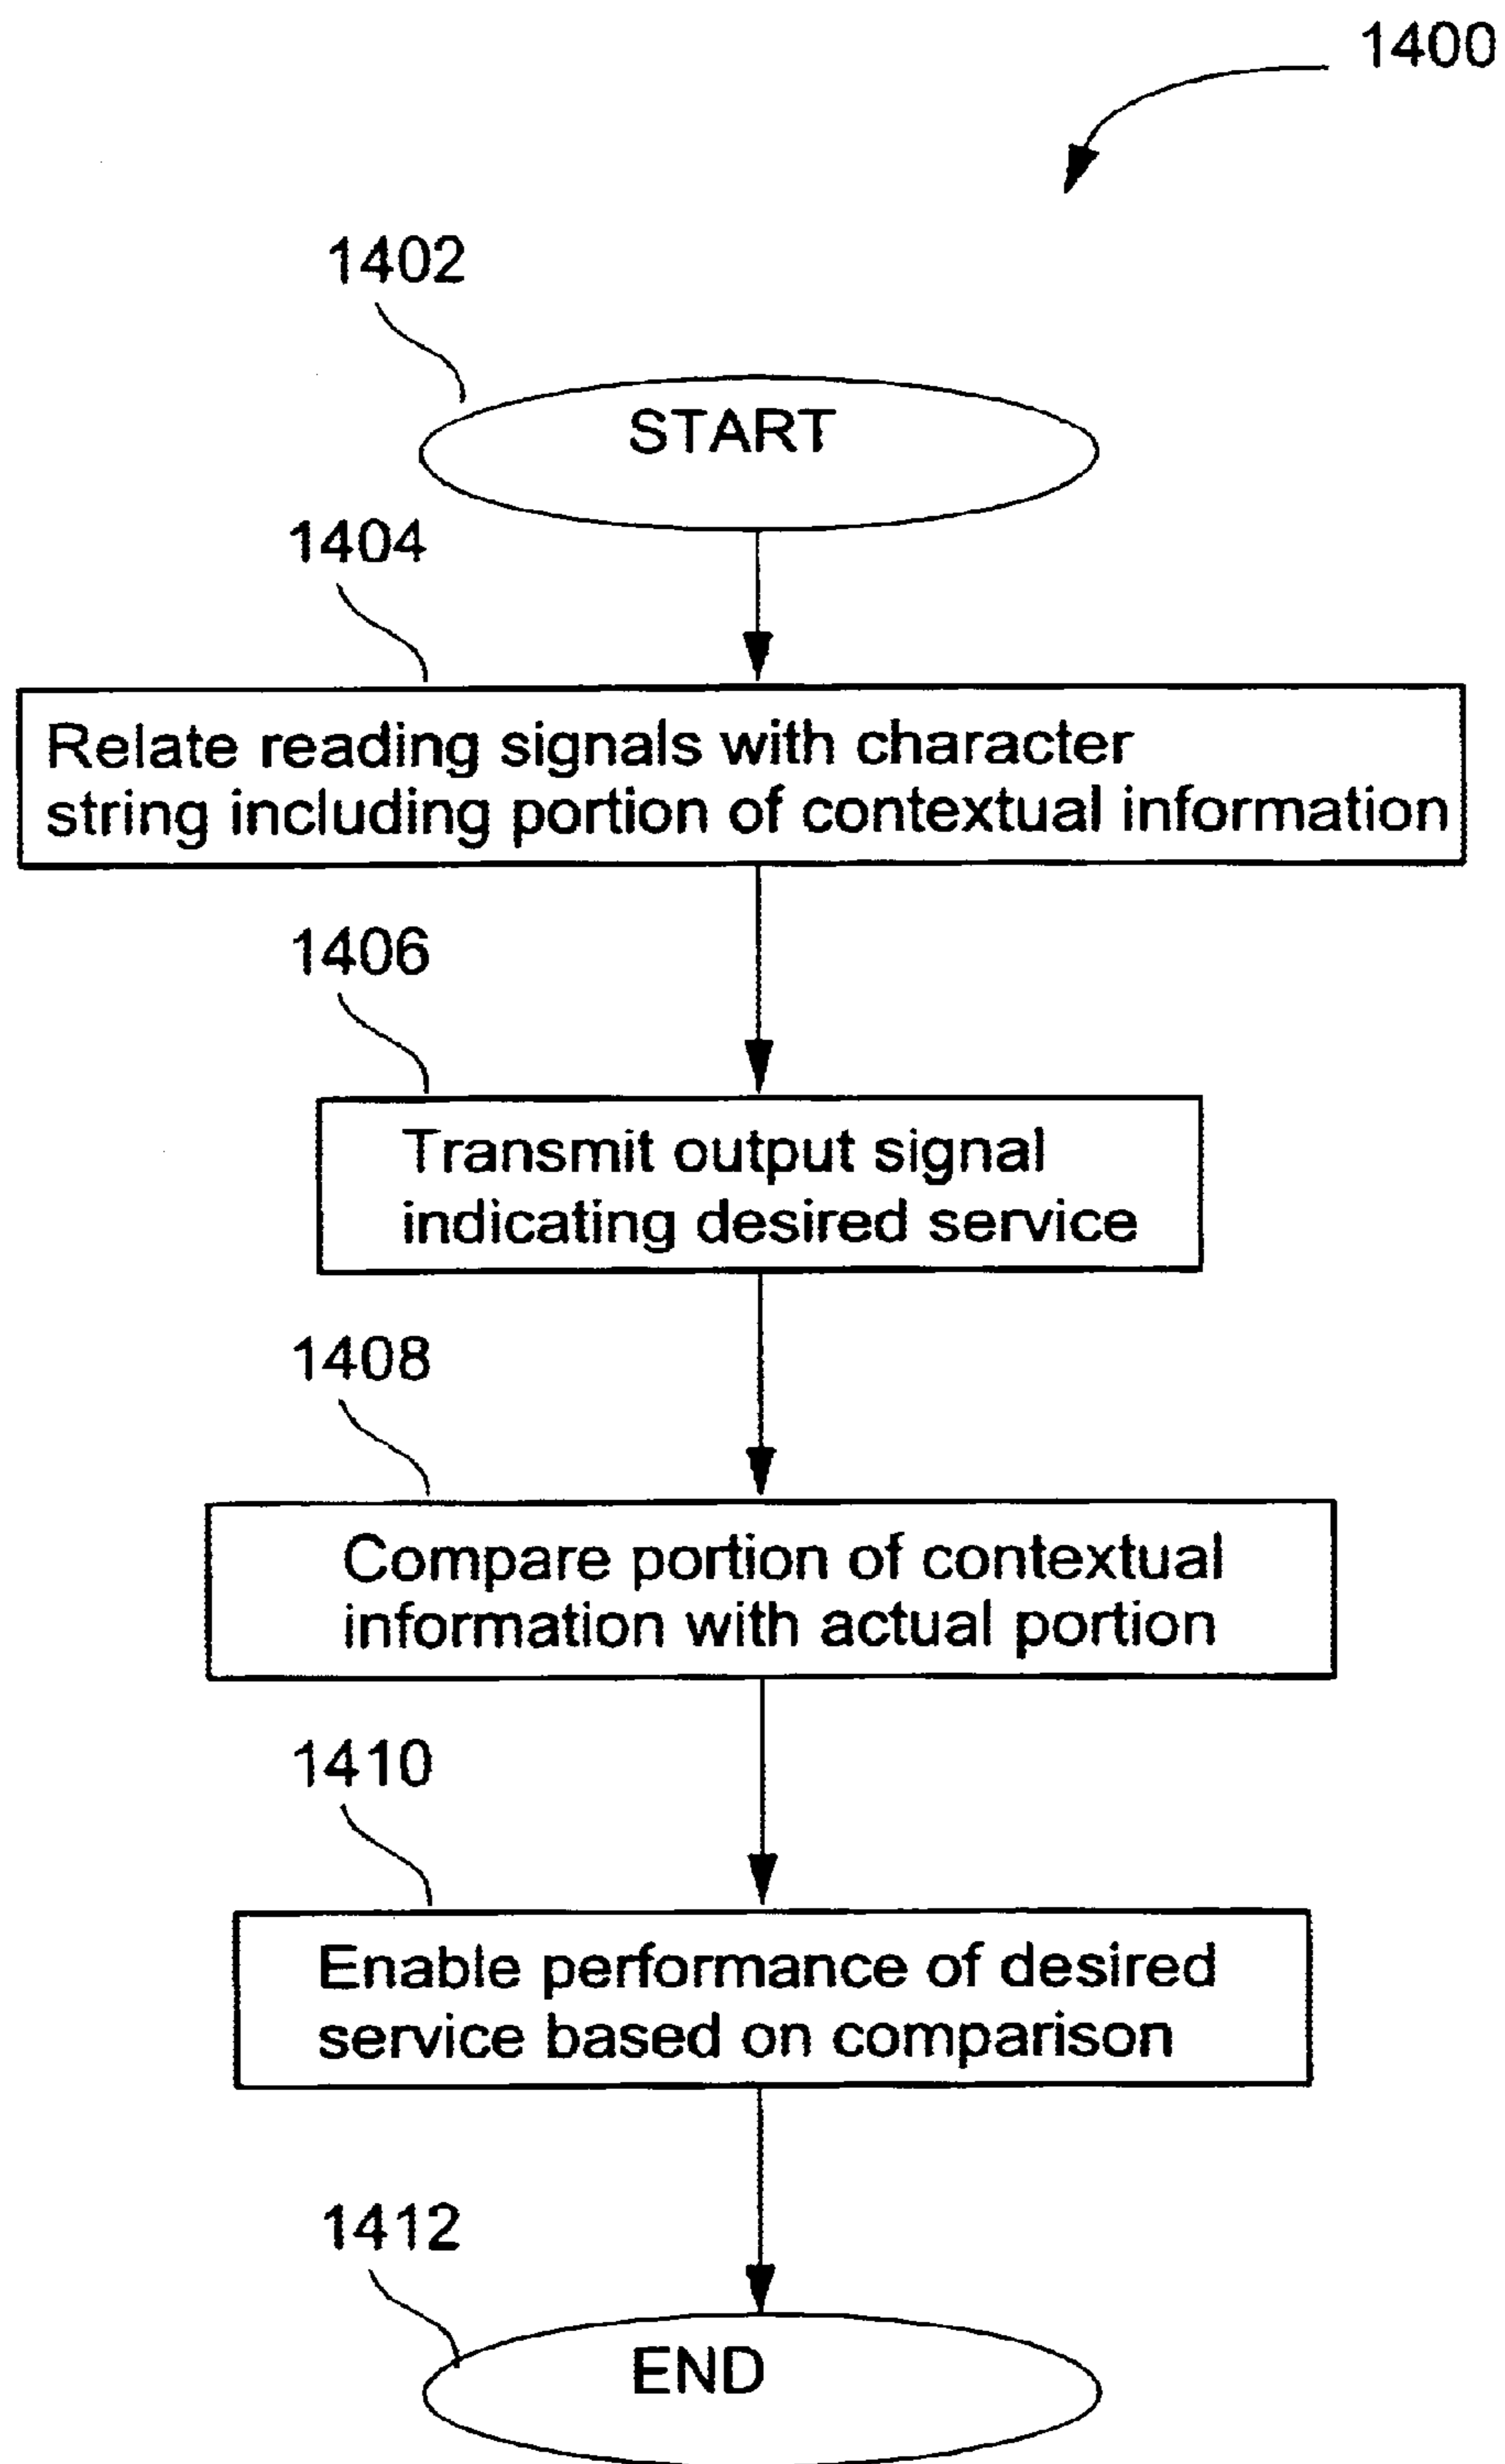 1400
1402
START
1404
Relate reading signals with character
string including portion of contextual information
1406
Transmit output signal
indicating desired service
1408
Compare portion of contextual
information with actual portion
1410
Enable performance of desired
service based on comparison
1412
END